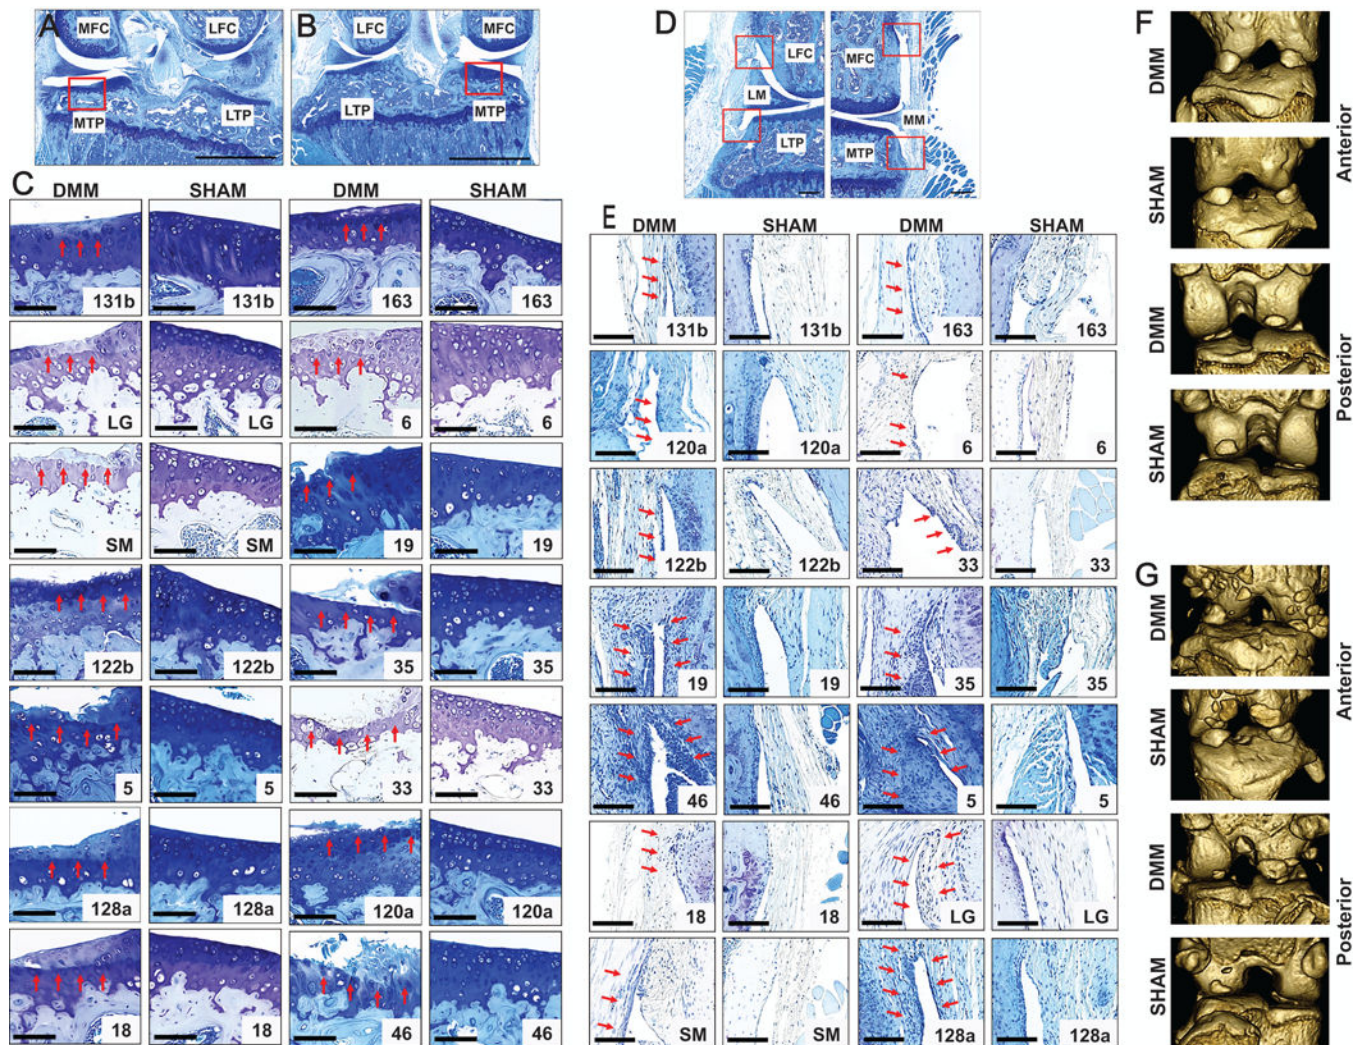 A
MFC
LFC
MTP
LTP
B
LFC
MFC
LTP
MTP
C
DMM
SHAM
DMM
SHAM
131b
131b
163
163
LG
LG
6
6
SM
SM
19
19
122b
122b
35
35
5
5
33
33
128a
128a
120a
120a
18
18
46
46
D
LFC
MFC
LM
MM
LTP
MTP
E
DMM
SHAM
DMM
SHAM
131b
131b
163
163
120a
120a
6
6
122b
122b
33
33
19
19
35
35
46
46
5
5
18
18
LG
LG
SM
SM
128a
128a
F
DMM
SHAM
Anterior
DMM
SHAM
Posterior
G
DMM
SHAM
Anterior
DMM
SHAM
Posterior